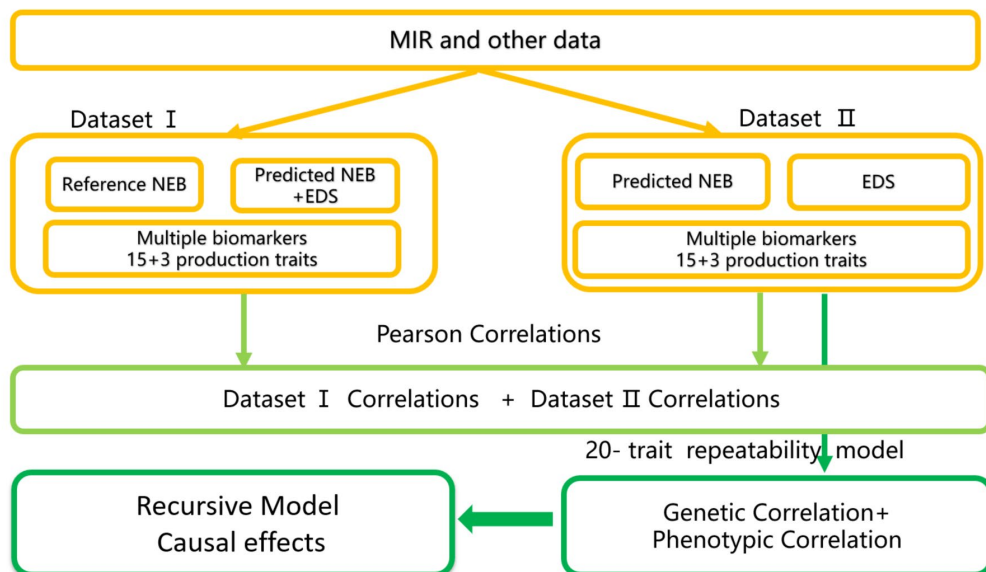 MIR and other data
Dataset Ⅰ
Dataset Ⅱ
Reference NEB
Predicted NEB
+EDS
Multiple biomarkers
15+3 production traits
Predicted NEB
EDS
Multiple biomarkers
15+3 production traits
Pearson Correlations
Dataset Ⅰ Correlations + Dataset Ⅱ Correlations
20- trait repeatability model
Recursive Model
Causal effects
Genetic Correlation+
Phenotypic Correlation